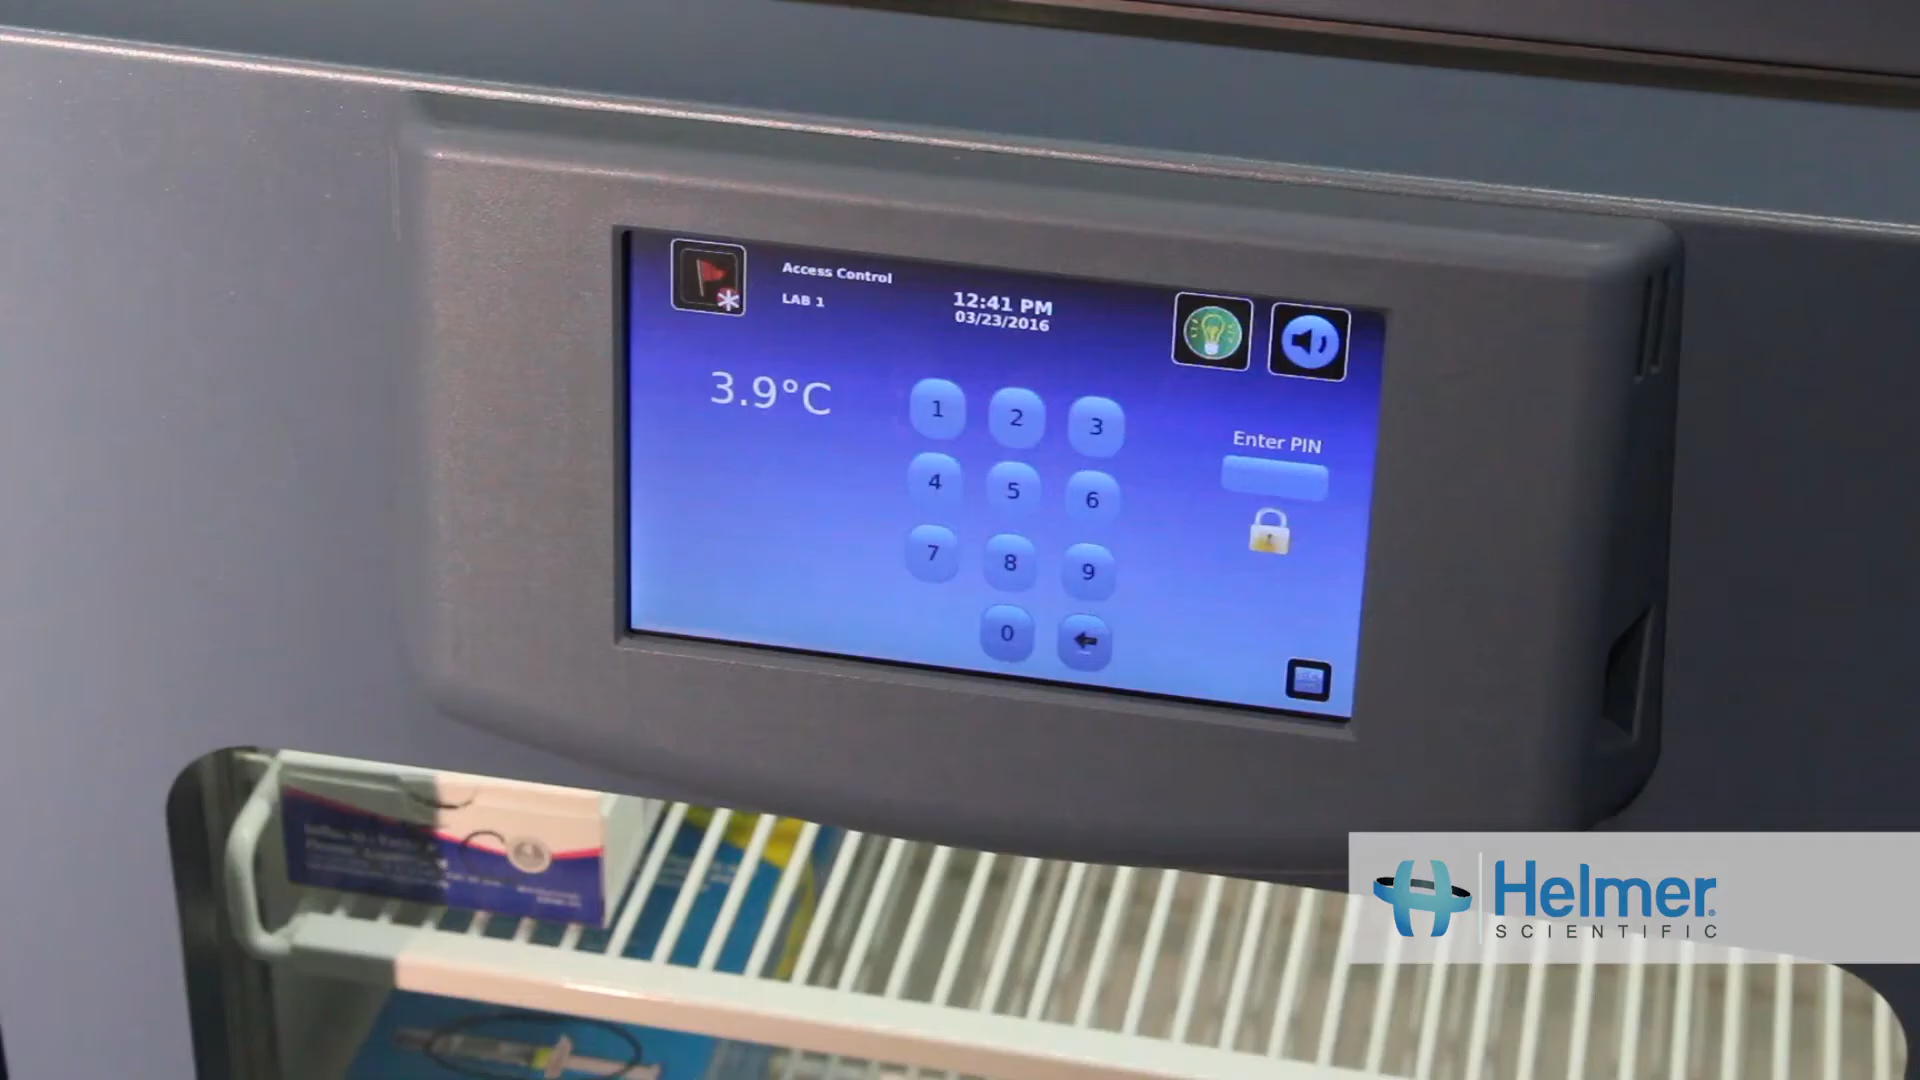 Access Control
LAB 1
12:41 PM
03/23/2016
3.9°C
1 2 3
4 5 6
7 8 9
0
Enter PIN
Helmer
SCIENTIFIC